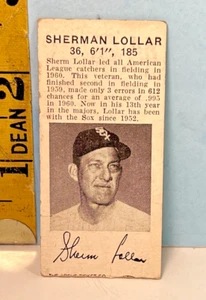 SHERMAN LOLLAR
36, 6'1", 185
Sherm Lollar led all American
League catchers in fielding in
1960. This veteran, who had
finished second in fielding in
1959, made only 3 errors in 612
chances for an average of .995
in 1960. Now in his 13th year
in the majors, Lollar has been
with the Sox since 1952.
Sherm Lollar
DEAN
1
2